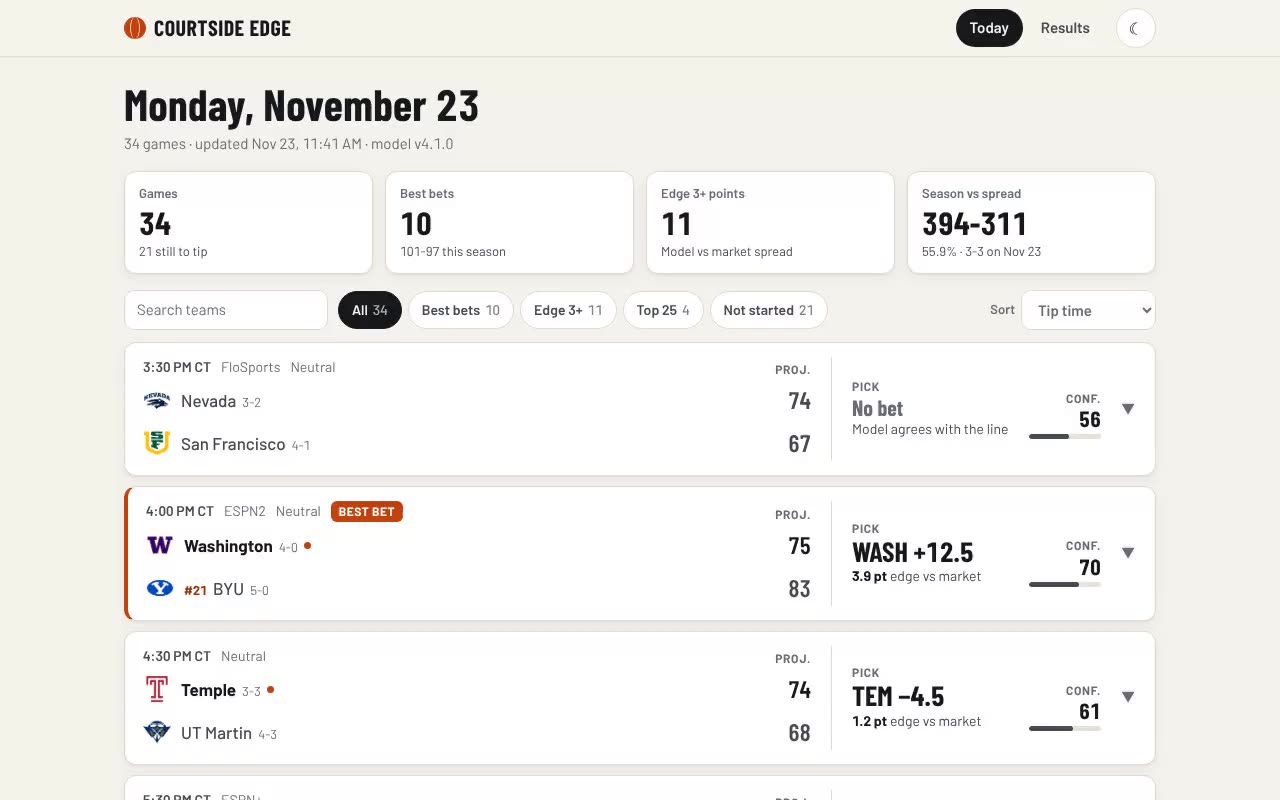 COURTSIDE EDGE
Today
Results
Monday, November 23
34 games · updated Nov 23, 11:41 AM · model v4.1.0
Games
34
21 still to tip
Best bets
10
101-97 this season
Edge 3+ points
11
Model vs market spread
Season vs spread
394-311
55.9% · 3-3 on Nov 23
Search teams
All 34
Best bets 10
Edge 3+ 11
Top 25 4
Not started 21
Sort
Tip time
3:30 PM CT FloSports Neutral
PROJ.
NEVADA
Nevada 3-2
74
San Francisco 4-1
67
PICK
No bet
Model agrees with the line
CONF.
56
4:00 PM CT ESPN2 Neutral BEST BET
PROJ.
W
Washington 4-0
75
Y
#21 BYU 5-0
83
PICK
WASH +12.5
3.9 pt edge vs market
CONF.
70
4:30 PM CT Neutral
PROJ.
T
Temple 3-3
74
UT Martin 4-3
68
PICK
TEM −4.5
1.2 pt edge vs market
CONF.
61
5:30 PM CT ESPN+
PROJ.